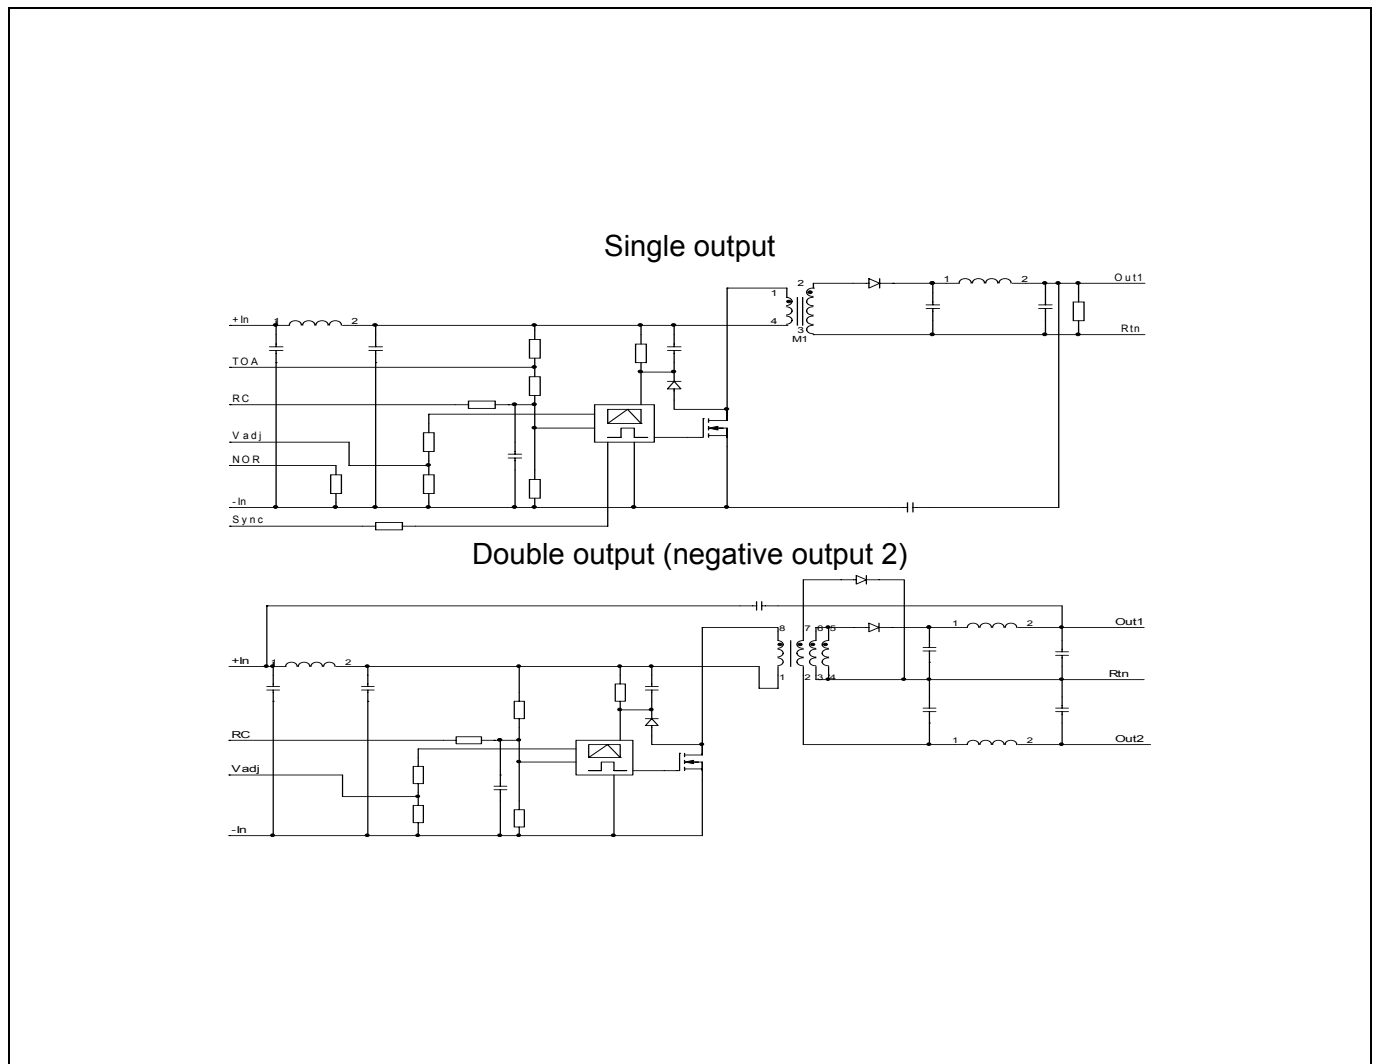 Single output
1 2 1 2 Out1
+In 1 2 4 3 Rtn
M1
TOA
RC
Vadj
NOR
-In
Sync
Double output (negative output 2)
8 7 6 5 1 2 Out1
+In 1 2 1 2 3 4 Rtn
RC 1 2 Out2
Vadj
-In